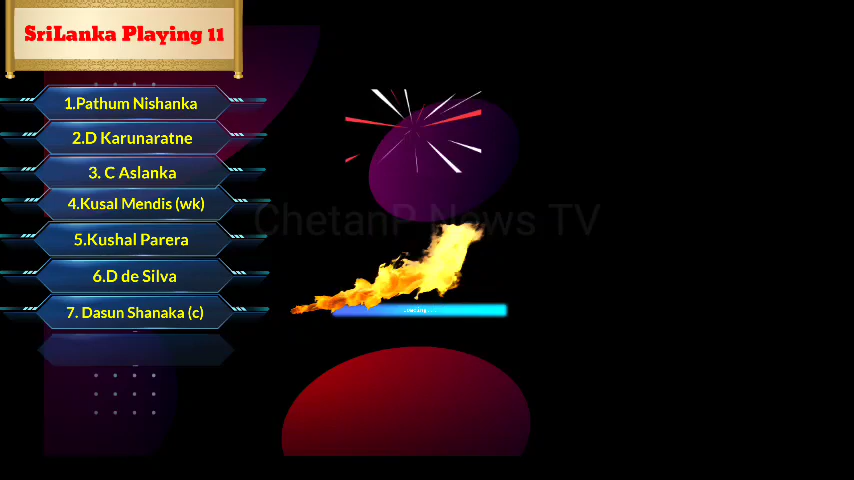 SriLanka Playing 11
1.Pathum Nishanka
2.D Karunaratne
3. C Aslanka
4.Kusal Mendis (wk)
5.Kushal Parera
6.D de Silva
7. Dasun Shanaka (c)
ChetanP News TV